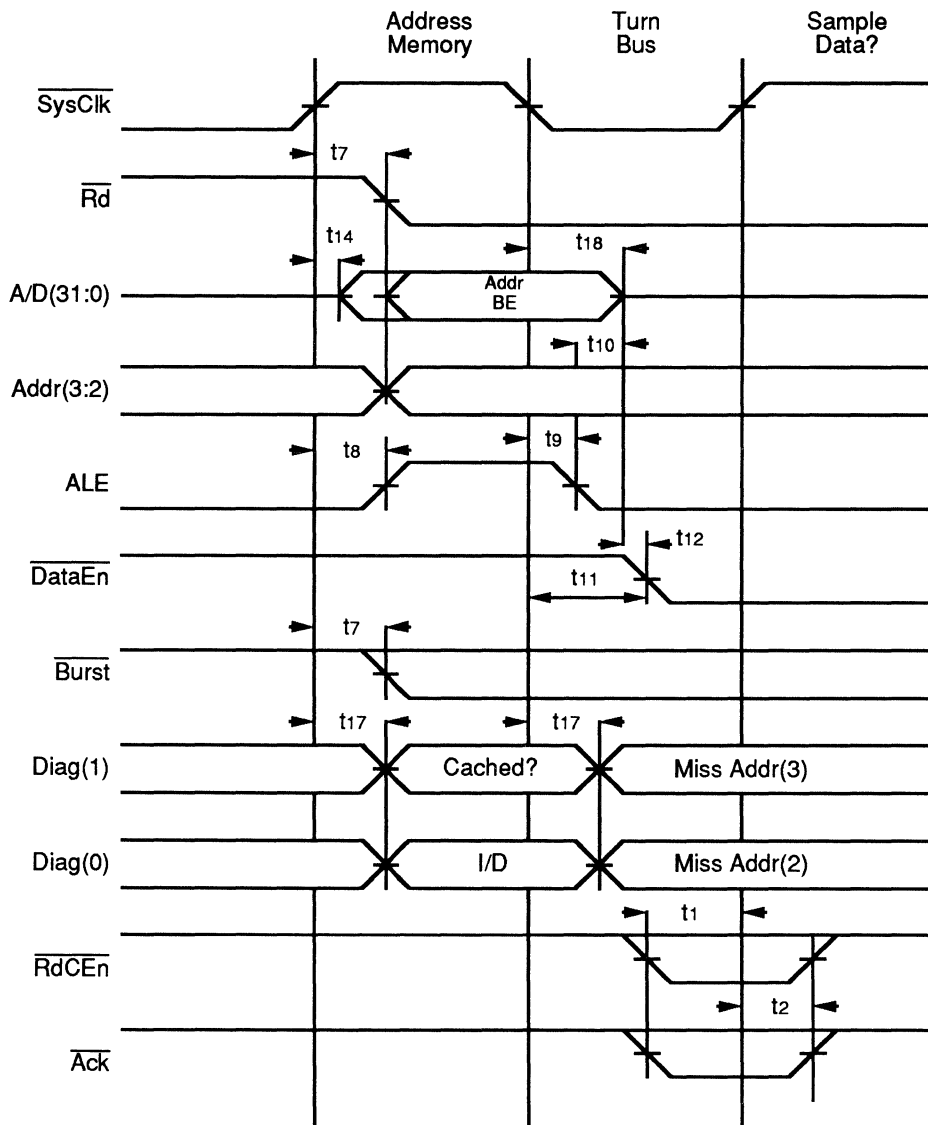 Address
Memory
Turn
Bus
Sample
Data?
SysClk
t7
Rd
t14
t18
A/D(31:0)
Addr
BE
t10
Addr(3:2)
t8
t9
ALE
t12
DataEn
t11
t7
Burst
t17
t17
Diag(1)
Cached?
Miss Addr(3)
Diag(0)
I/D
Miss Addr(2)
t1
RdCEn
t2
Ack